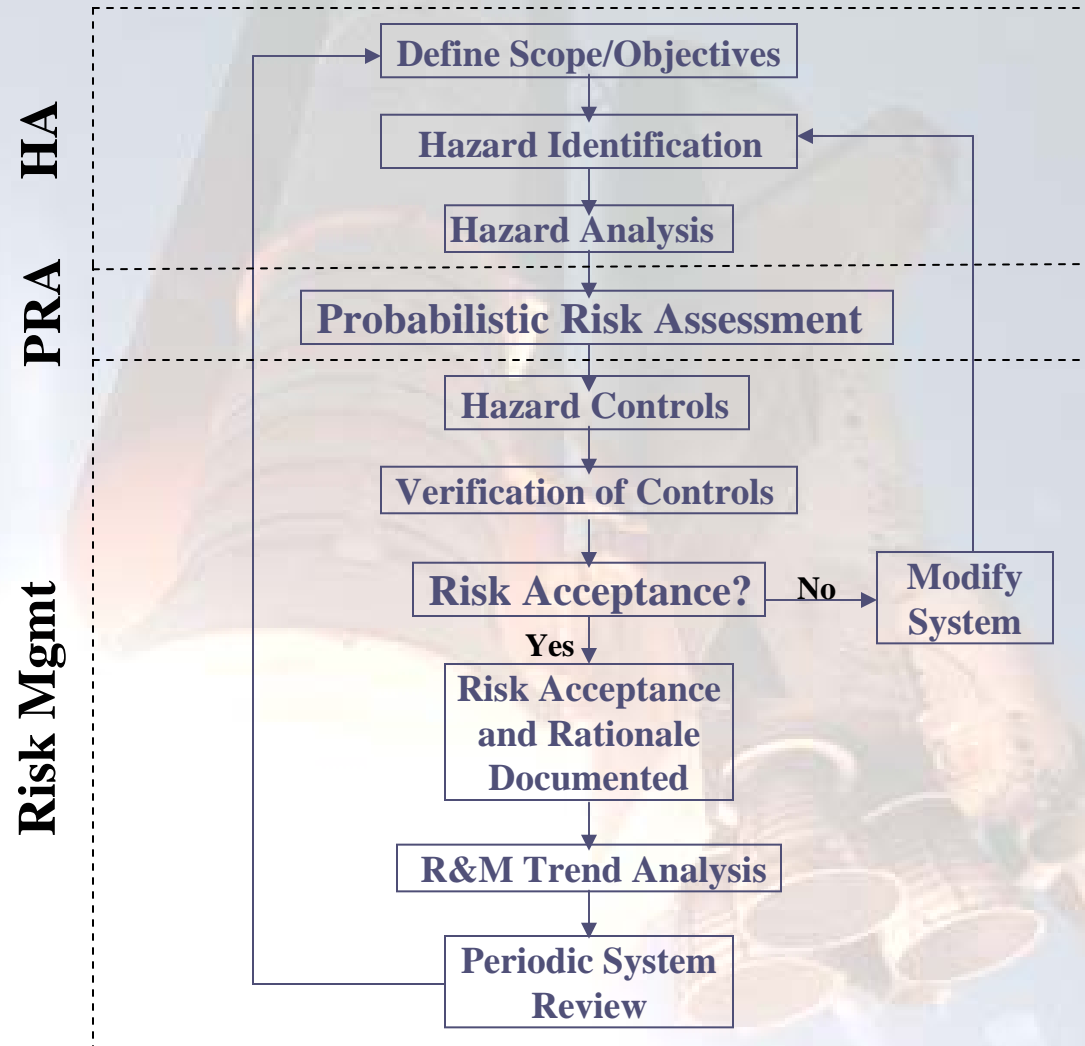 Define Scope/Objectives
HA
Hazard Identification
Hazard Analysis
PRA
Probabilistic Risk Assessment
Hazard Controls
Verification of Controls
Risk Mgmt
Risk Acceptance?
No
Modify
System
Yes
Risk Acceptance
and Rationale
Documented
R&M Trend Analysis
Periodic System
Review